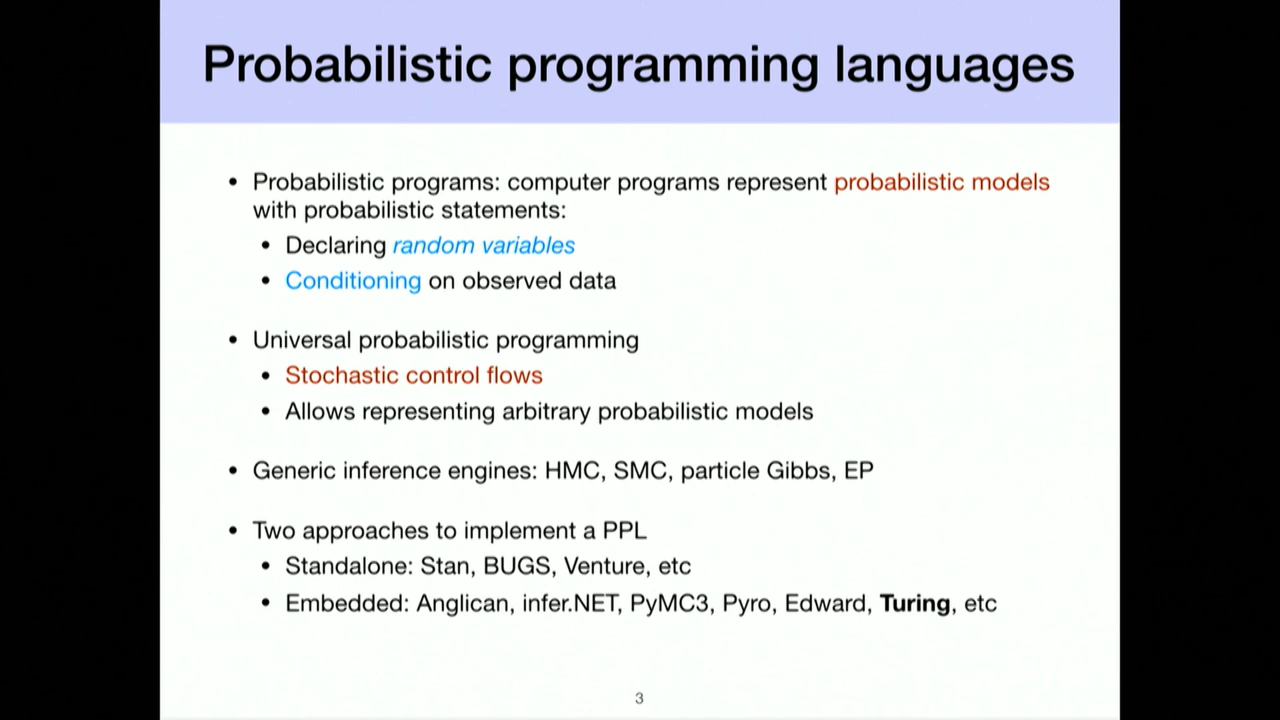 Probabilistic programming languages
• Probabilistic programs: computer programs represent probabilistic models
with probabilistic statements:
• Declaring random variables
• Conditioning on observed data
• Universal probabilistic programming
• Stochastic control flows
• Allows representing arbitrary probabilistic models
• Generic inference engines: HMC, SMC, particle Gibbs, EP
• Two approaches to implement a PPL
• Standalone: Stan, BUGS, Venture, etc
• Embedded: Anglican, infer.NET, PyMC3, Pyro, Edward, Turing, etc
3